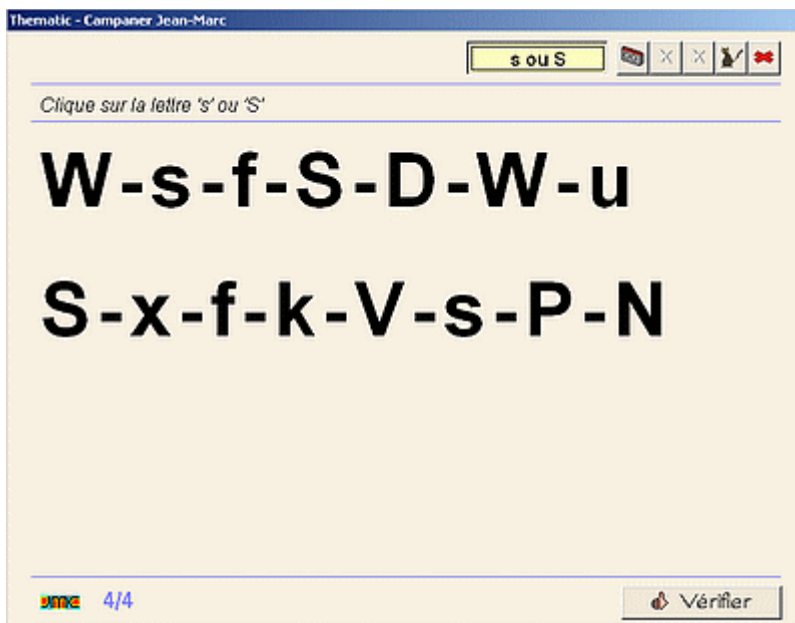 Thematic - Campaner Jean-Marc
s ou S
Clique sur la lettre 's' ou 'S'
W-s-f-S-D-W-u
S-x-f-k-V-s-P-N
4/4
Vérifier